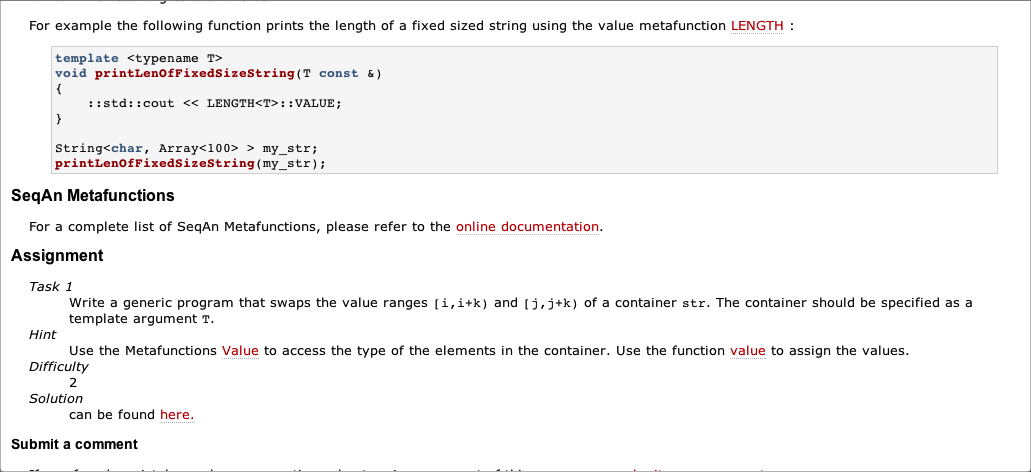 For example the following function prints the length of a fixed sized string using the value metafunction LENGTH :
template <typename T>
void printLenOfFixedSizeString(T const &)
{
    ::std::cout << LENGTH<T>::VALUE;
}
String<char, Array<100> > my_str;
printLenOfFixedSizeString(my_str);
SeqAn Metafunctions
For a complete list of SeqAn Metafunctions, please refer to the online documentation.
Assignment
Task 1
Write a generic program that swaps the value ranges [i,i+k) and [j,j+k) of a container str. The container should be specified as a
template argument T.
Hint
Use the Metafunctions Value to access the type of the elements in the container. Use the function value to assign the values.
Difficulty
2
Solution
can be found here.
Submit a comment